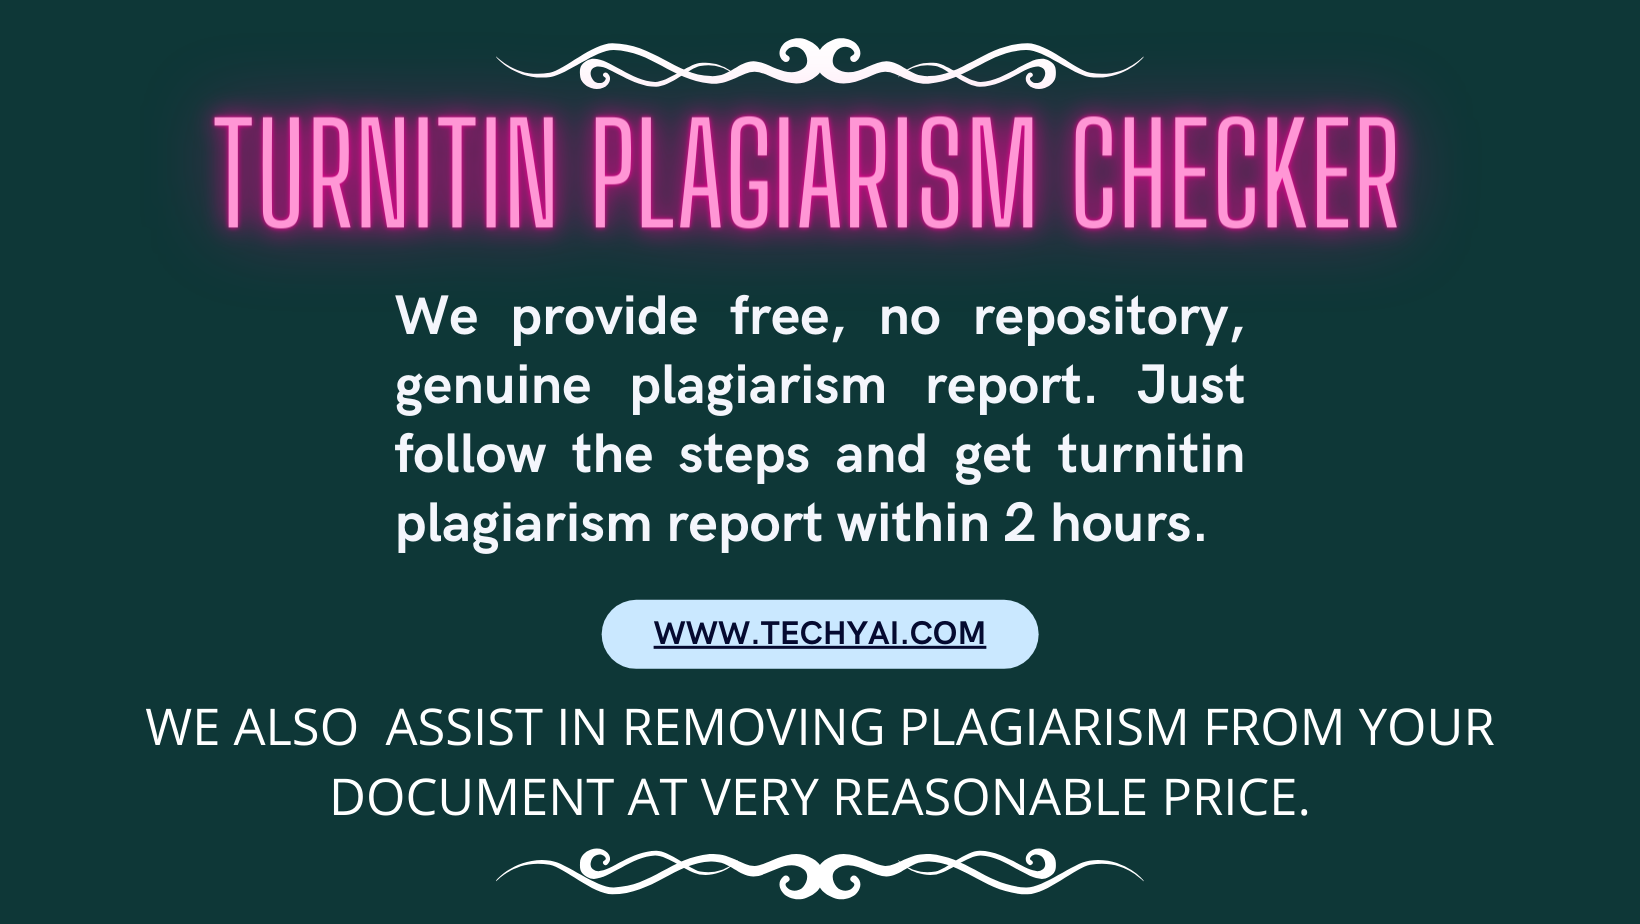 TURNITIN PLAGIARISM CHECKER
We provide free, no repository,
genuine plagiarism report. Just
follow the steps and get turnitin
plagiarism report within 2 hours.
WWW.TECHYAI.COM
WE ALSO ASSIST IN REMOVING PLAGIARISM FROM YOUR
DOCUMENT AT VERY REASONABLE PRICE.